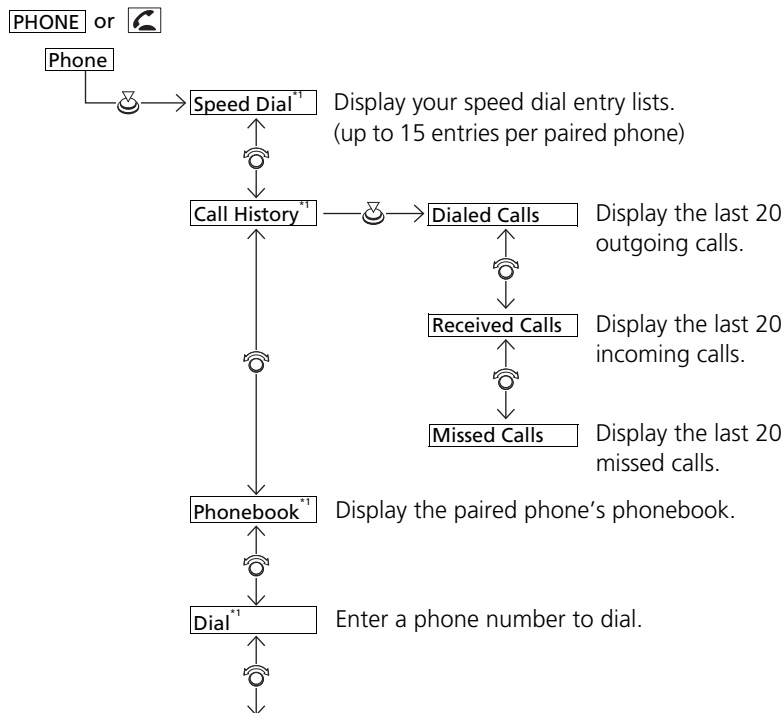 PHONE or
Phone
Speed Dial*1
Display your speed dial entry lists.
(up to 15 entries per paired phone)
Call History*1
Dialed Calls
Display the last 20
outgoing calls.
Received Calls
Display the last 20
incoming calls.
Missed Calls
Display the last 20
missed calls.
Phonebook*1
Display the paired phone’s phonebook.
Dial*1
Enter a phone number to dial.